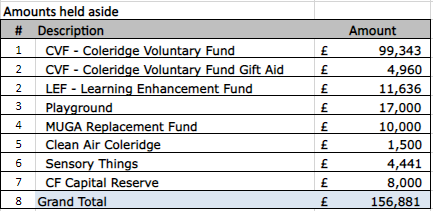 Amounts held aside
# Description Amount
1 CVF - Coleridge Voluntary Fund £ 99,343
2 CVF - Coleridge Voluntary Fund Gift Aid £ 4,960
2 LEF - Learning Enhancement Fund £ 11,636
3 Playground £ 17,000
4 MUGA Replacement Fund £ 10,000
5 Clean Air Coleridge £ 1,500
6 Sensory Things £ 4,441
7 CF Capital Reserve £ 8,000
8 Grand Total £ 156,881